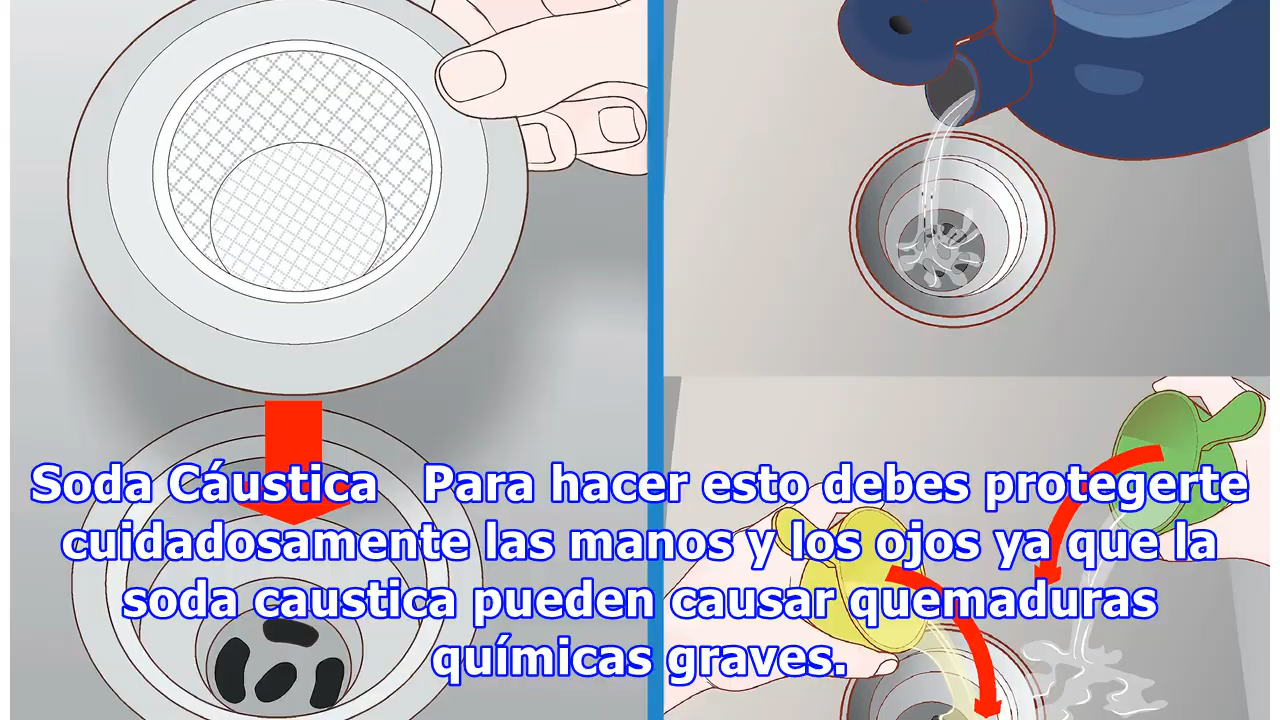 Soda Cáustica   Para hacer esto debes protegerte
cuidadosamente las manos y los ojos ya que la
soda caustica pueden causar quemaduras
químicas graves.